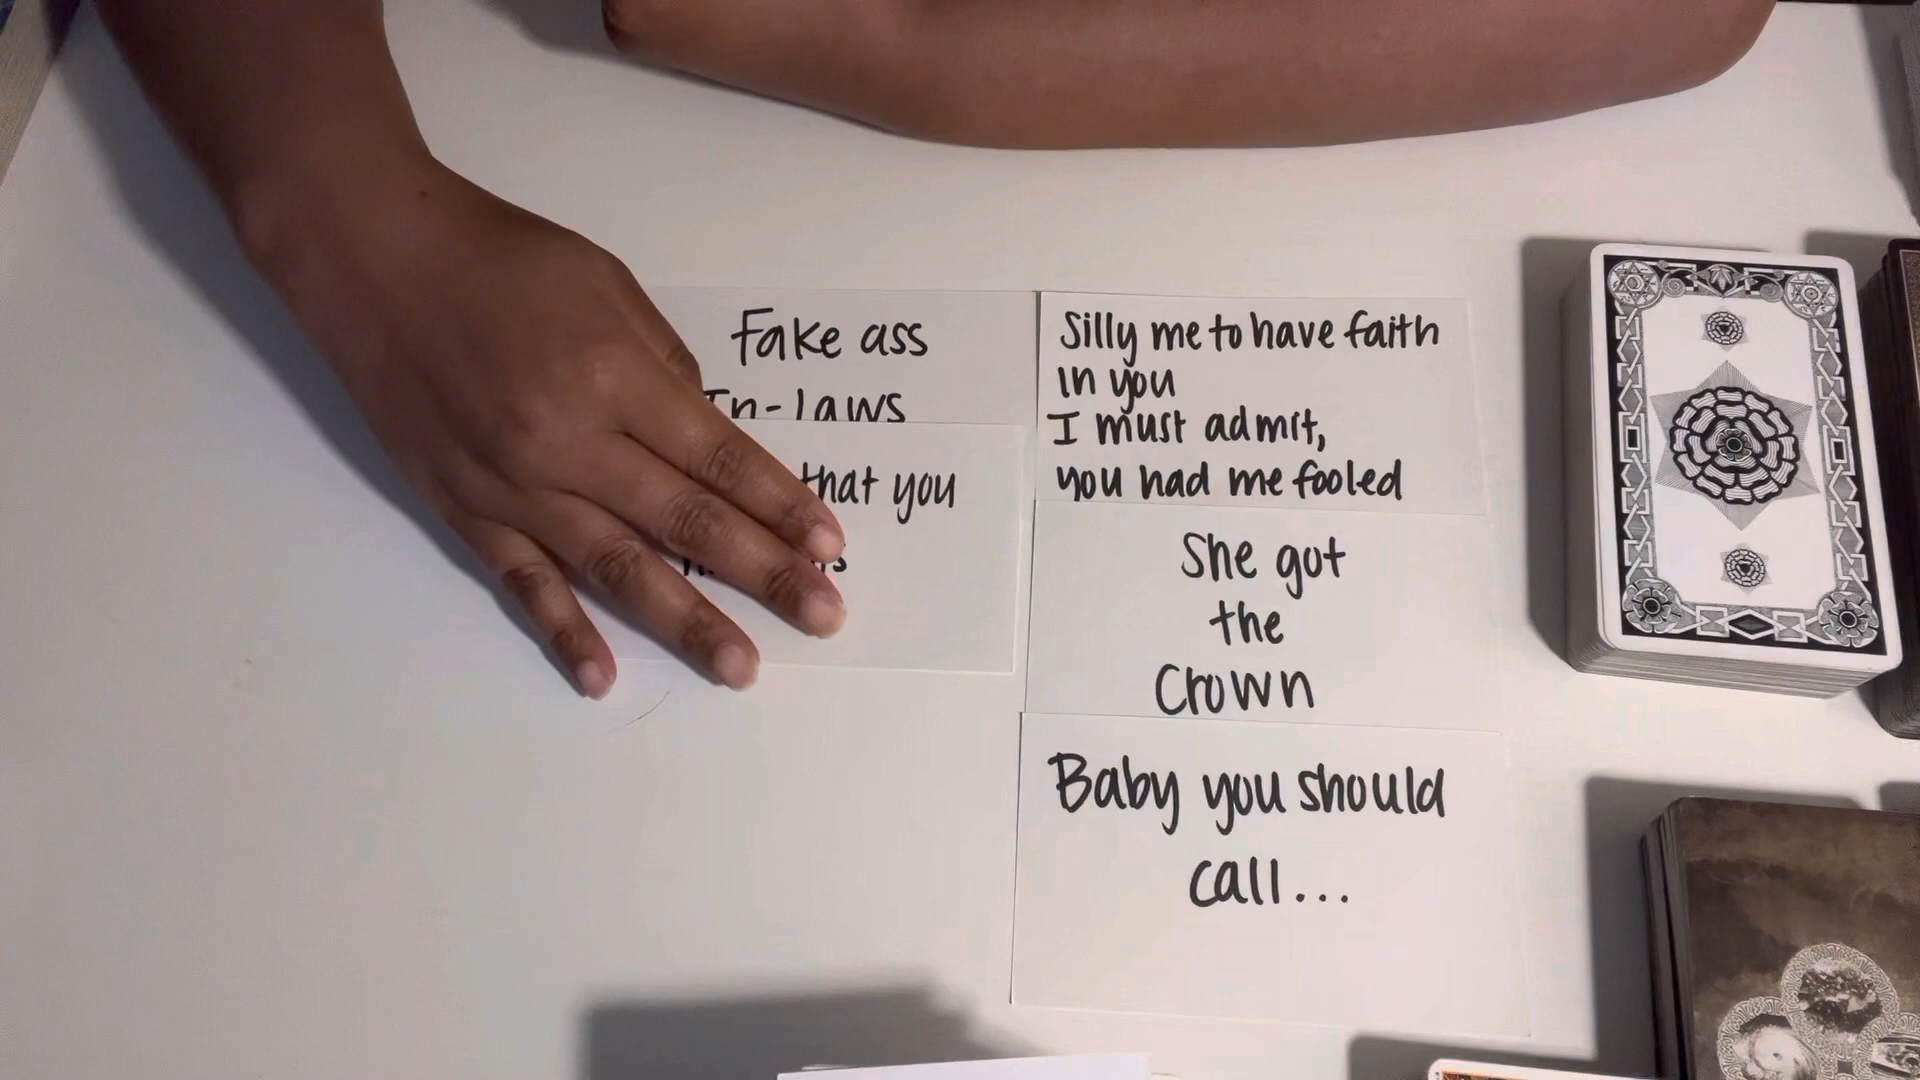 Fake ass
In-laws
that you
Silly me to have faith
in you
I must admit,
you had me fooled
She got
the
Crown
Baby you should
call...